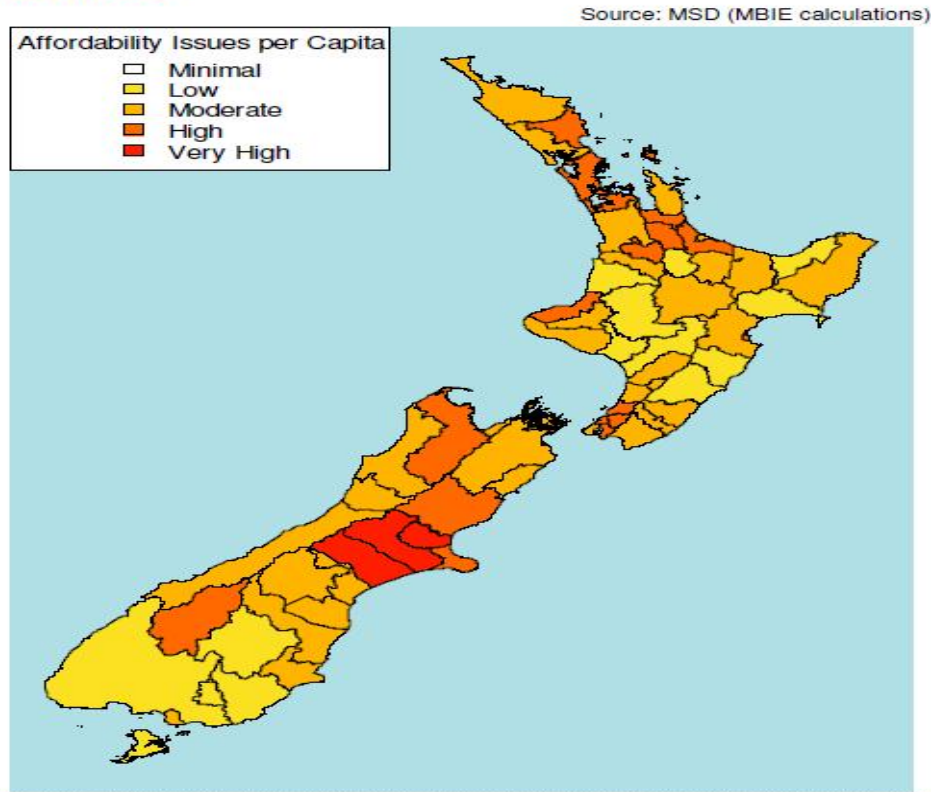 Source: MSD (MBIE calculations)
Affordability Issues per Capita
Minimal
Low
Moderate
High
Very High